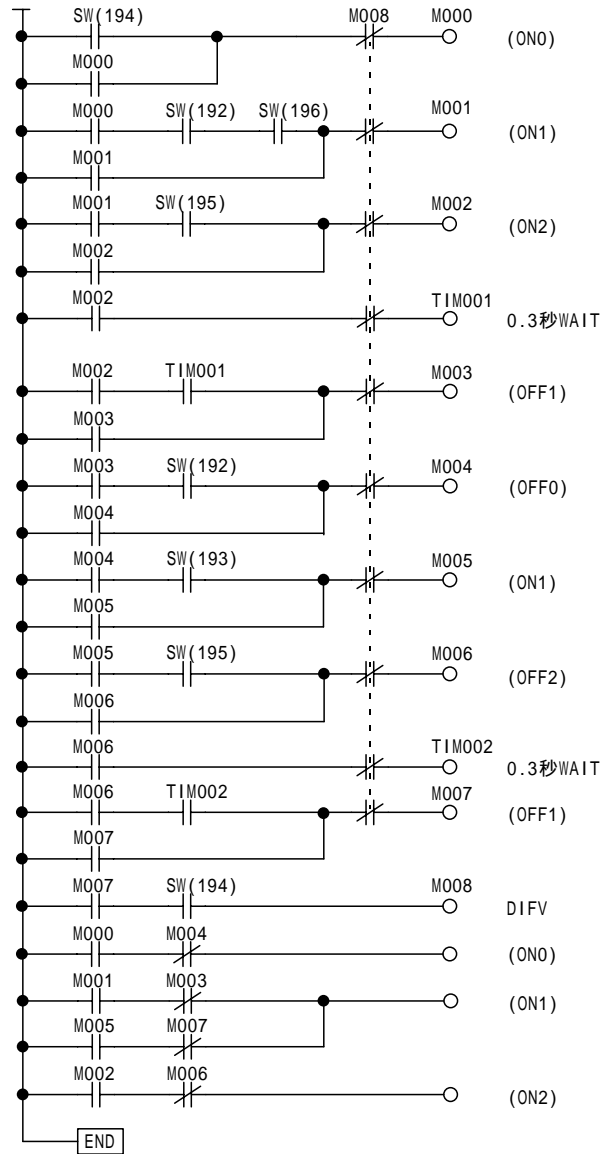 SW(194) M008 M000
(ON0)
M000
M000 SW(192) SW(196) M001
(ON1)
M001
M001 SW(195) M002
(ON2)
M002
M002 TIM001
0.3秒WAIT
M002 TIM001 M003
(OFF1)
M003
M003 SW(192) M004
(OFF0)
M004
M004 SW(193) M005
(ON1)
M005
M005 SW(195) M006
(OFF2)
M006
M006 TIM002
0.3秒WAIT
M006 TIM002 M007
(OFF1)
M007
M007 SW(194) M008
DIFV
M000 M004
(ON0)
M001 M003
(ON1)
M005 M007
M002 M006
(ON2)
END